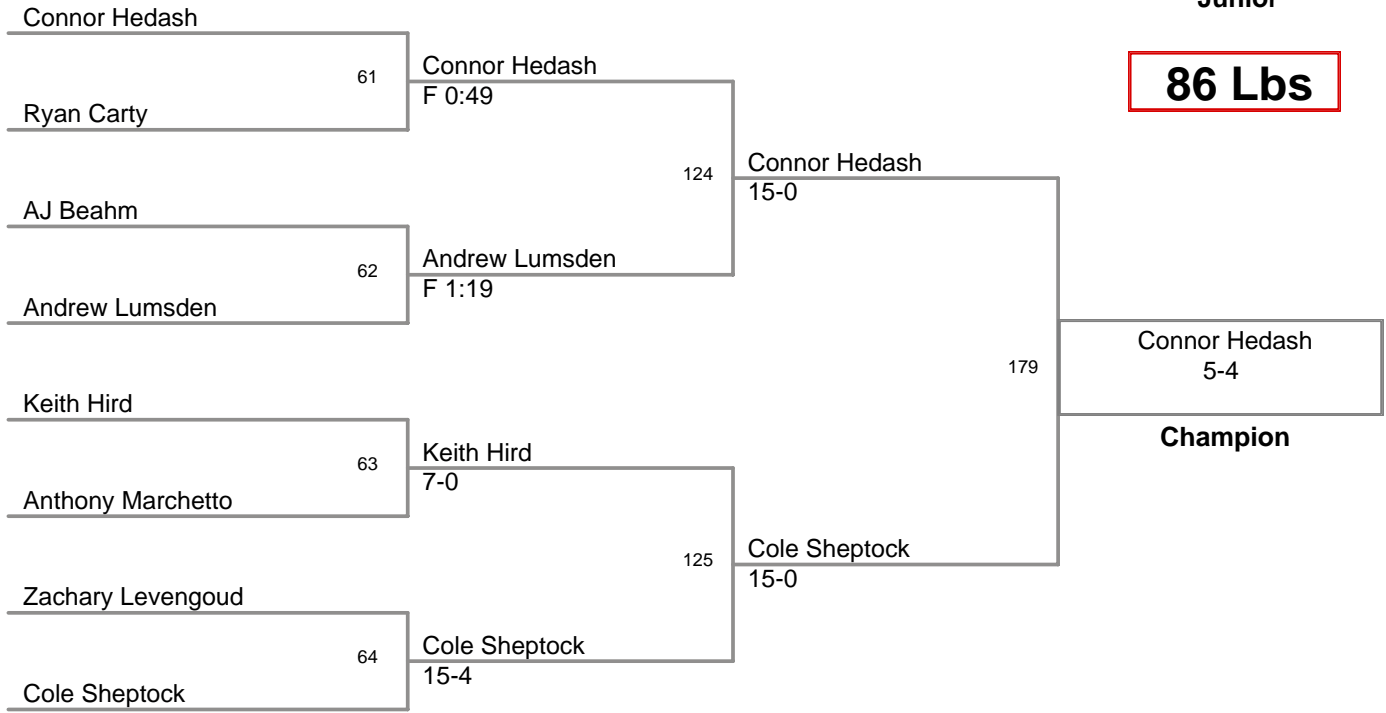 Junior
86 Lbs
Connor Hedash
61
Connor Hedash
F 0:49
Ryan Carty
124
Connor Hedash
15-0
AJ Beahm
62
Andrew Lumsden
F 1:19
Andrew Lumsden
179
Connor Hedash
5-4
Champion
Keith Hird
63
Keith Hird
7-0
Anthony Marchetto
125
Cole Sheptock
15-0
Zachary Levengoud
64
Cole Sheptock
15-4
Cole Sheptock